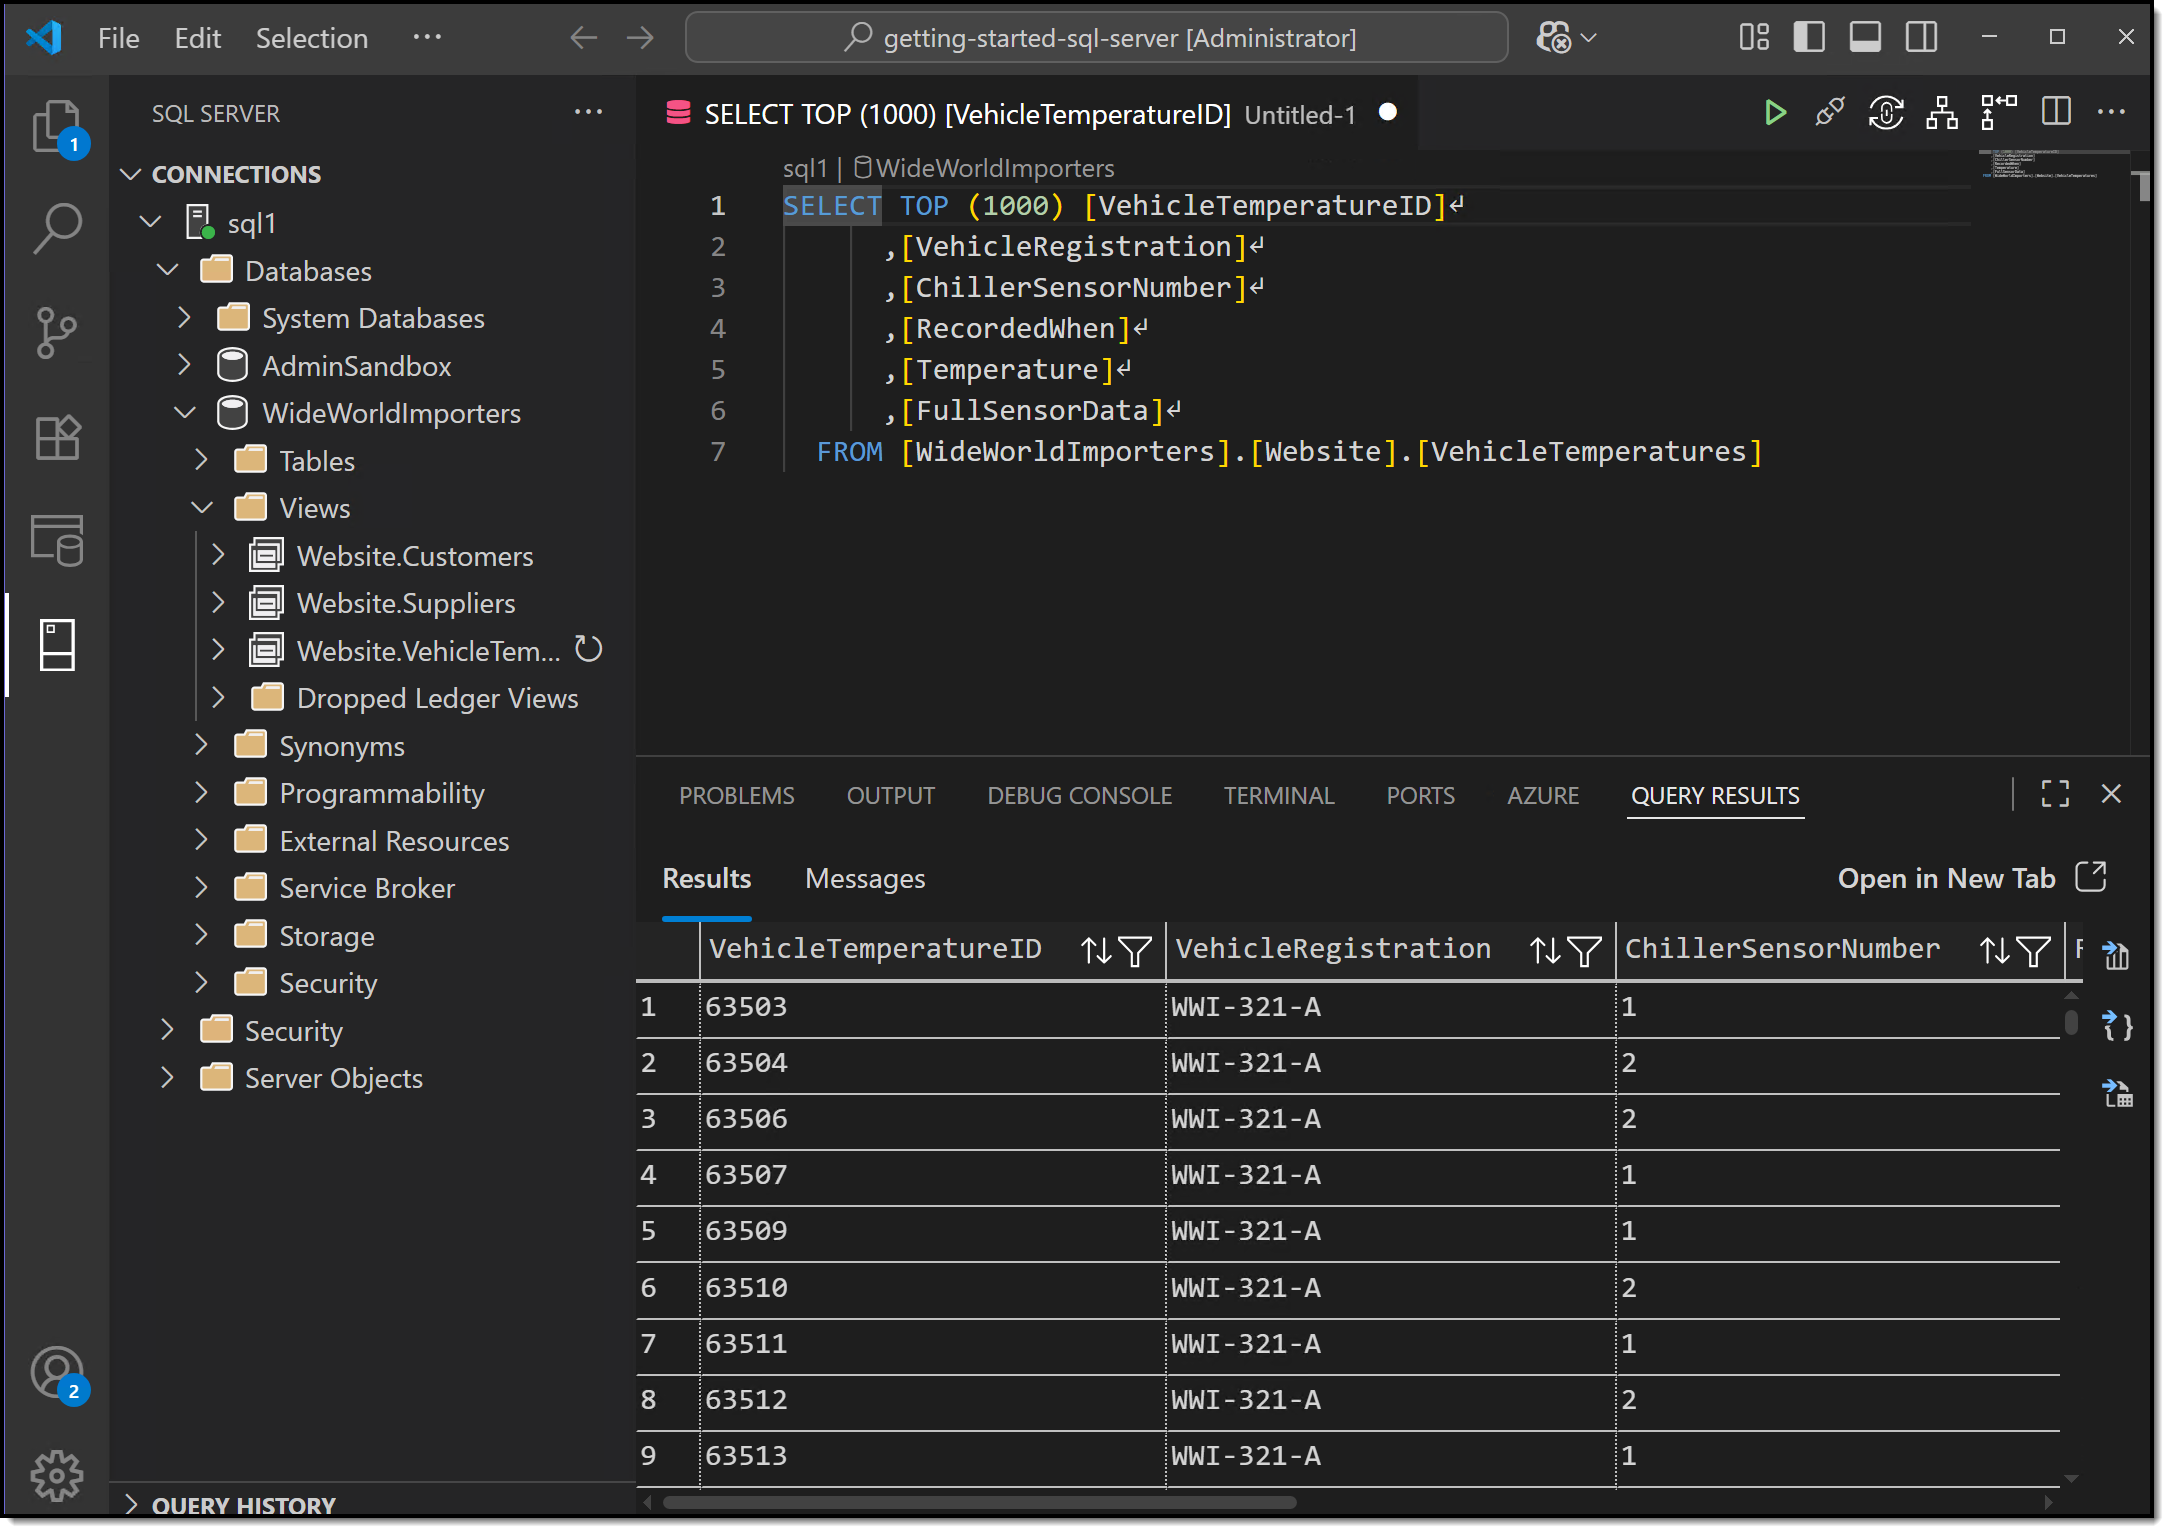 File Edit Selection ···
getting-started-sql-server [Administrator]
1
2
SQL SERVER
CONNECTIONS
sql1
Databases
System Databases
AdminSandbox
WideWorldImporters
Tables
Views
Website.Customers
Website.Suppliers
Website.VehicleTem...
Dropped Ledger Views
Synonyms
Programmability
External Resources
Service Broker
Storage
Security
Security
Server Objects
QUERY HISTORY
SELECT TOP (1000) [VehicleTemperatureID] Untitled-1
sql1 | WideWorldImporters
1 SELECT TOP (1000) [VehicleTemperatureID]↵
2 ,[VehicleRegistration]↵
3 ,[ChillerSensorNumber]↵
4 ,[RecordedWhen]↵
5 ,[Temperature]↵
6 ,[FullSensorData]↵
7 FROM [WideWorldImporters].[Website].[VehicleTemperatures]
PROBLEMS OUTPUT DEBUG CONSOLE TERMINAL PORTS AZURE QUERY RESULTS
Results Messages Open in New Tab
VehicleTemperatureID VehicleRegistration ChillerSensorNumber
1 63503 WWI-321-A 1
2 63504 WWI-321-A 2
3 63506 WWI-321-A 2
4 63507 WWI-321-A 1
5 63509 WWI-321-A 1
6 63510 WWI-321-A 2
7 63511 WWI-321-A 1
8 63512 WWI-321-A 2
9 63513 WWI-321-A 1